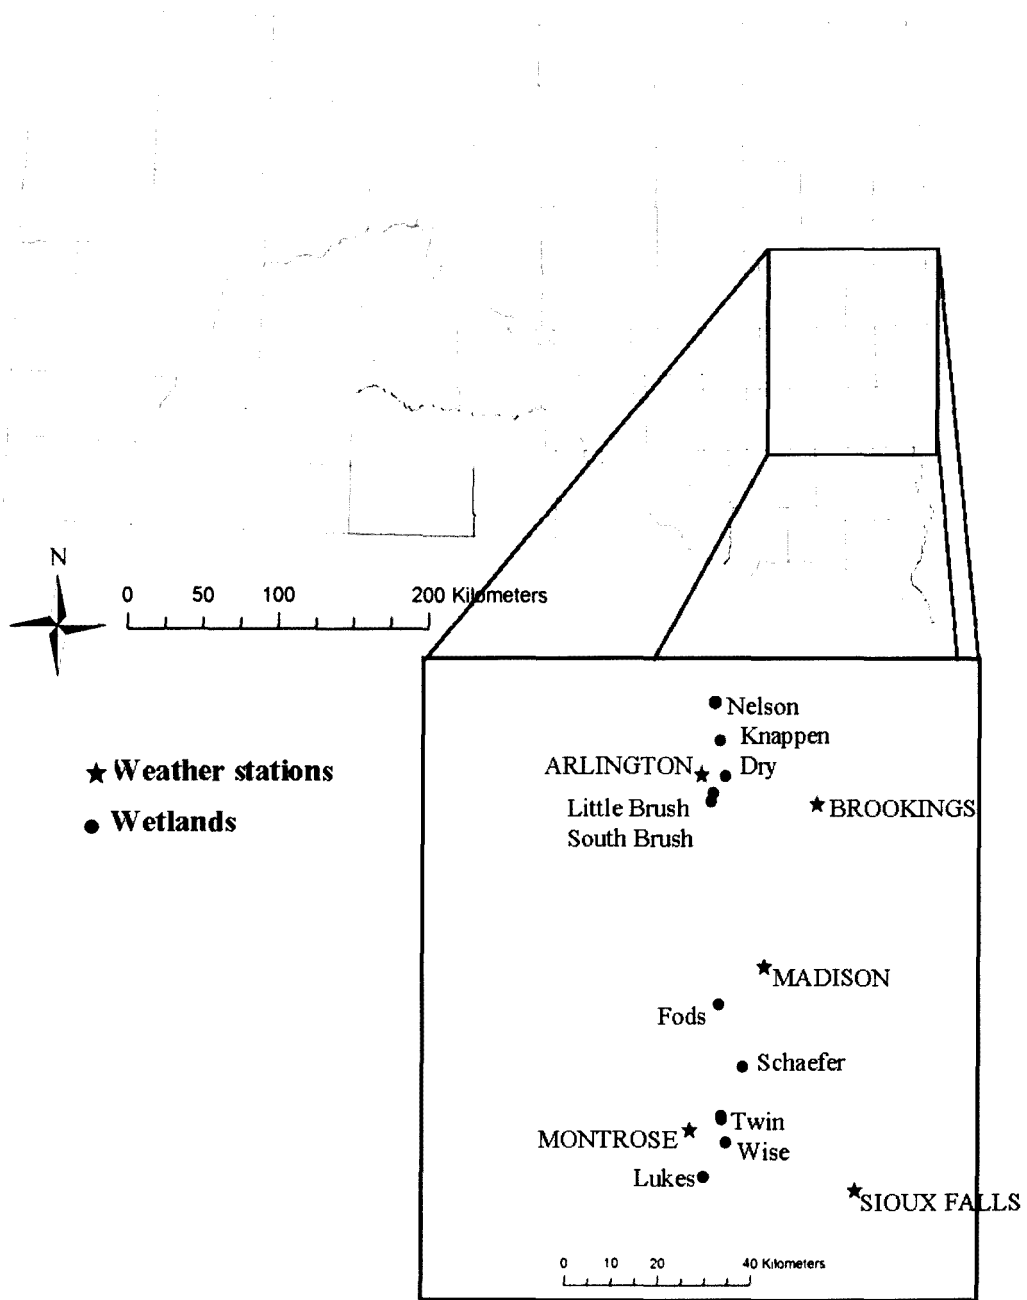 N
0 50 100 200 Kilometers
Weather stations
Wetlands
Nelson
Knappen
ARLINGTON
Dry
Little Brush
BROOKINGS
South Brush
MADISON
Fods
Schaefer
Twin
MONTROSE
Wise
Lukes
SIOUX FALLS
0 10 20 40 Kilometers